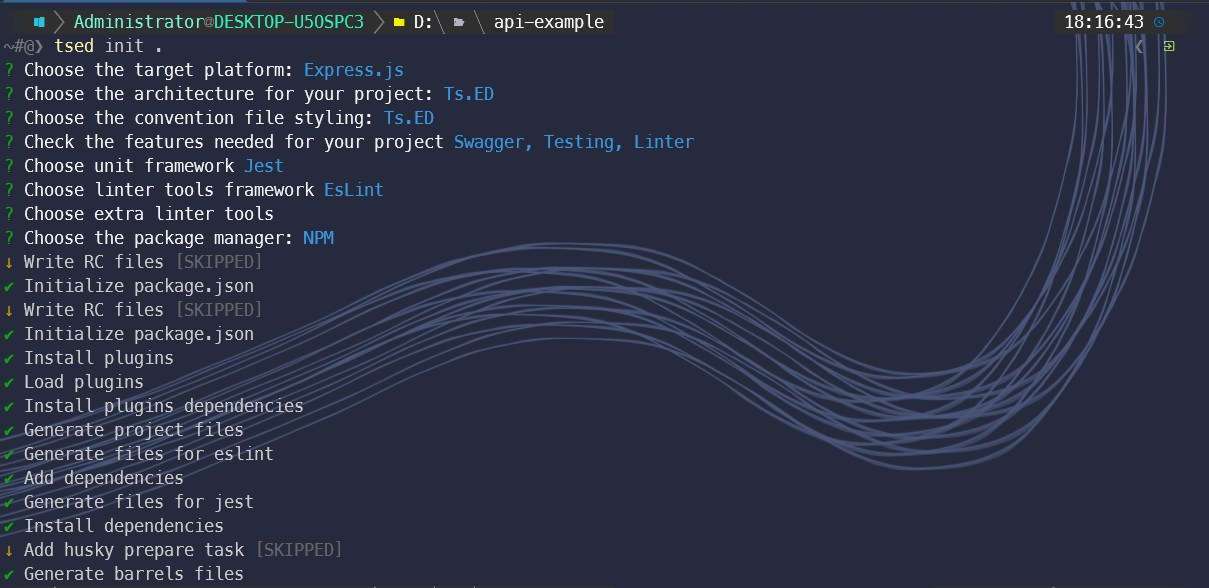 Administrator@DESKTOP-U5OSPC3 D:\ \ api-example 18:16:43
~#@❯ tsed init .
? Choose the target platform: Express.js
? Choose the architecture for your project: Ts.ED
? Choose the convention file styling: Ts.ED
? Check the features needed for your project Swagger, Testing, Linter
? Choose unit framework Jest
? Choose linter tools framework EsLint
? Choose extra linter tools
? Choose the package manager: NPM
↓ Write RC files [SKIPPED]
✔ Initialize package.json
↓ Write RC files [SKIPPED]
✔ Initialize package.json
✔ Install plugins
✔ Load plugins
✔ Install plugins dependencies
✔ Generate project files
✔ Generate files for eslint
✔ Add dependencies
✔ Generate files for jest
✔ Install dependencies
↓ Add husky prepare task [SKIPPED]
✔ Generate barrels files